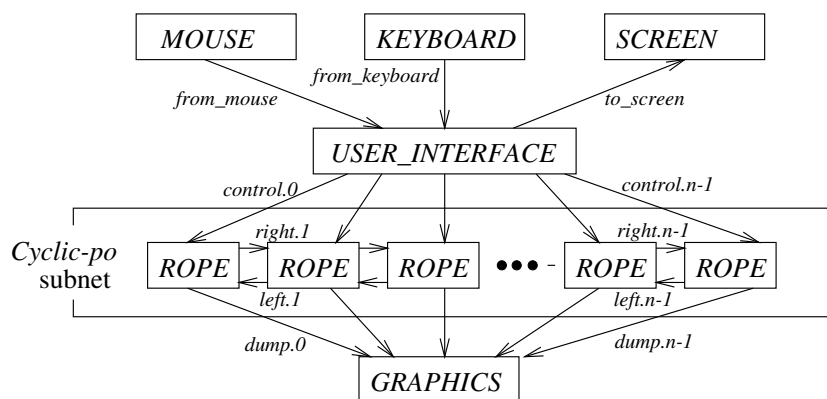 MOUSE
KEYBOARD
SCREEN
from_mouse
from_keyboard
to_screen
USER_INTERFACE
control.0
control.n-1
Cyclic-po
subnet
right.1
right.n-1
ROPE
ROPE
ROPE
ROPE
ROPE
left.1
left.n-1
dump.0
dump.n-1
GRAPHICS